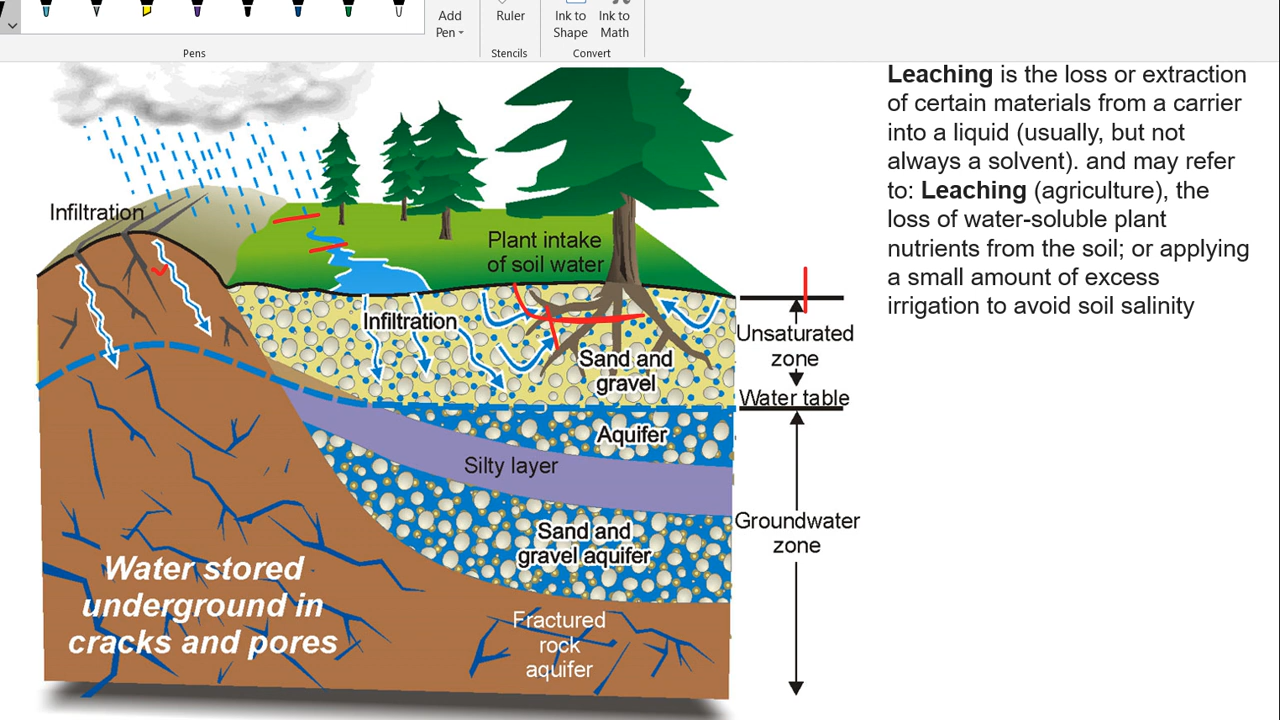 Add
Pen
Ruler
Ink to
Shape
Ink to
Math
Pens
Stencils
Convert
Leaching is the loss or extraction
of certain materials from a carrier
into a liquid (usually, but not
always a solvent). and may refer
to: Leaching (agriculture), the
loss of water-soluble plant
nutrients from the soil; or applying
a small amount of excess
irrigation to avoid soil salinity
Infiltration
Plant intake
of soil water
Infiltration
Sand and
gravel
Unsaturated
zone
Water table
Aquifer
Silty layer
Sand and
gravel aquifer
Groundwater
zone
Water stored
underground in
cracks and pores
Fractured
rock
aquifer